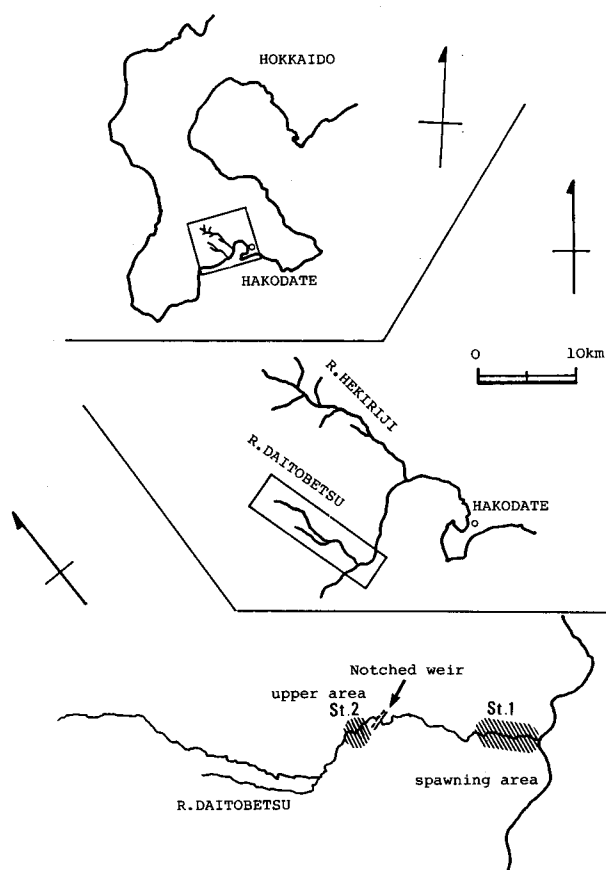 HOKKAIDO
HAKODATE
0 10km
R.HEKIRIJI
R.DAITOBETSU
HAKODATE
Notched weir
upper area
St.2
St.1
spawning area
R.DAITOBETSU